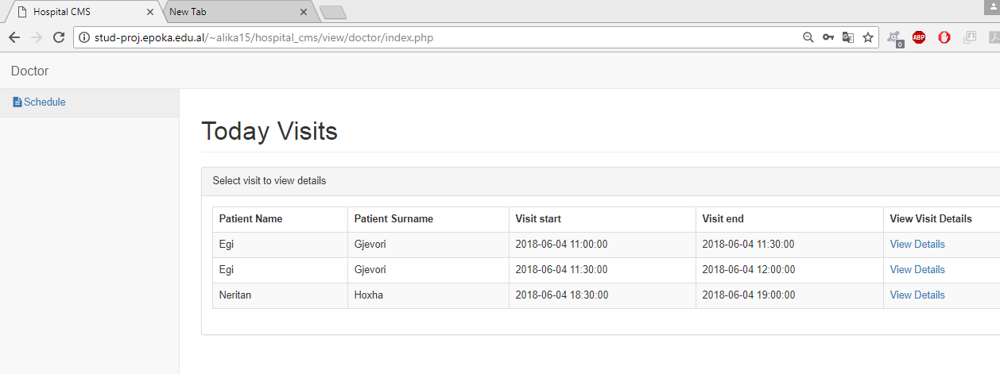 Hospital CMS New Tab
stud-proj.epoka.edu.al/~alika15/hospital_cms/view/doctor/index.php
0 ABP
Doctor
Schedule
Today Visits
Select visit to view details
Patient Name Patient Surname Visit start Visit end View Visit Details
Egi Gjevori 2018-06-04 11:00:00 2018-06-04 11:30:00 View Details
Egi Gjevori 2018-06-04 11:30:00 2018-06-04 12:00:00 View Details
Neritan Hoxha 2018-06-04 18:30:00 2018-06-04 19:00:00 View Details